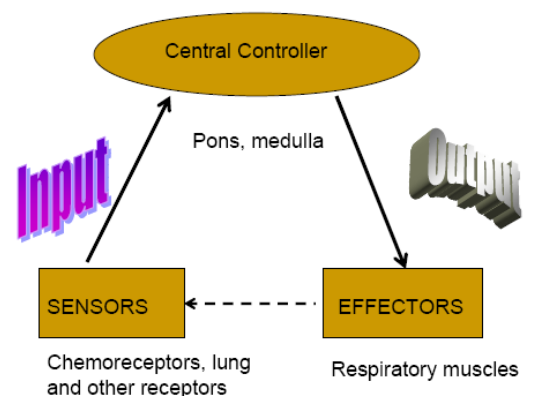 Central Controller
Pons, medulla
Input
Output
SENSORS
EFFECTORS
Chemoreceptors, lung
and other receptors
Respiratory muscles